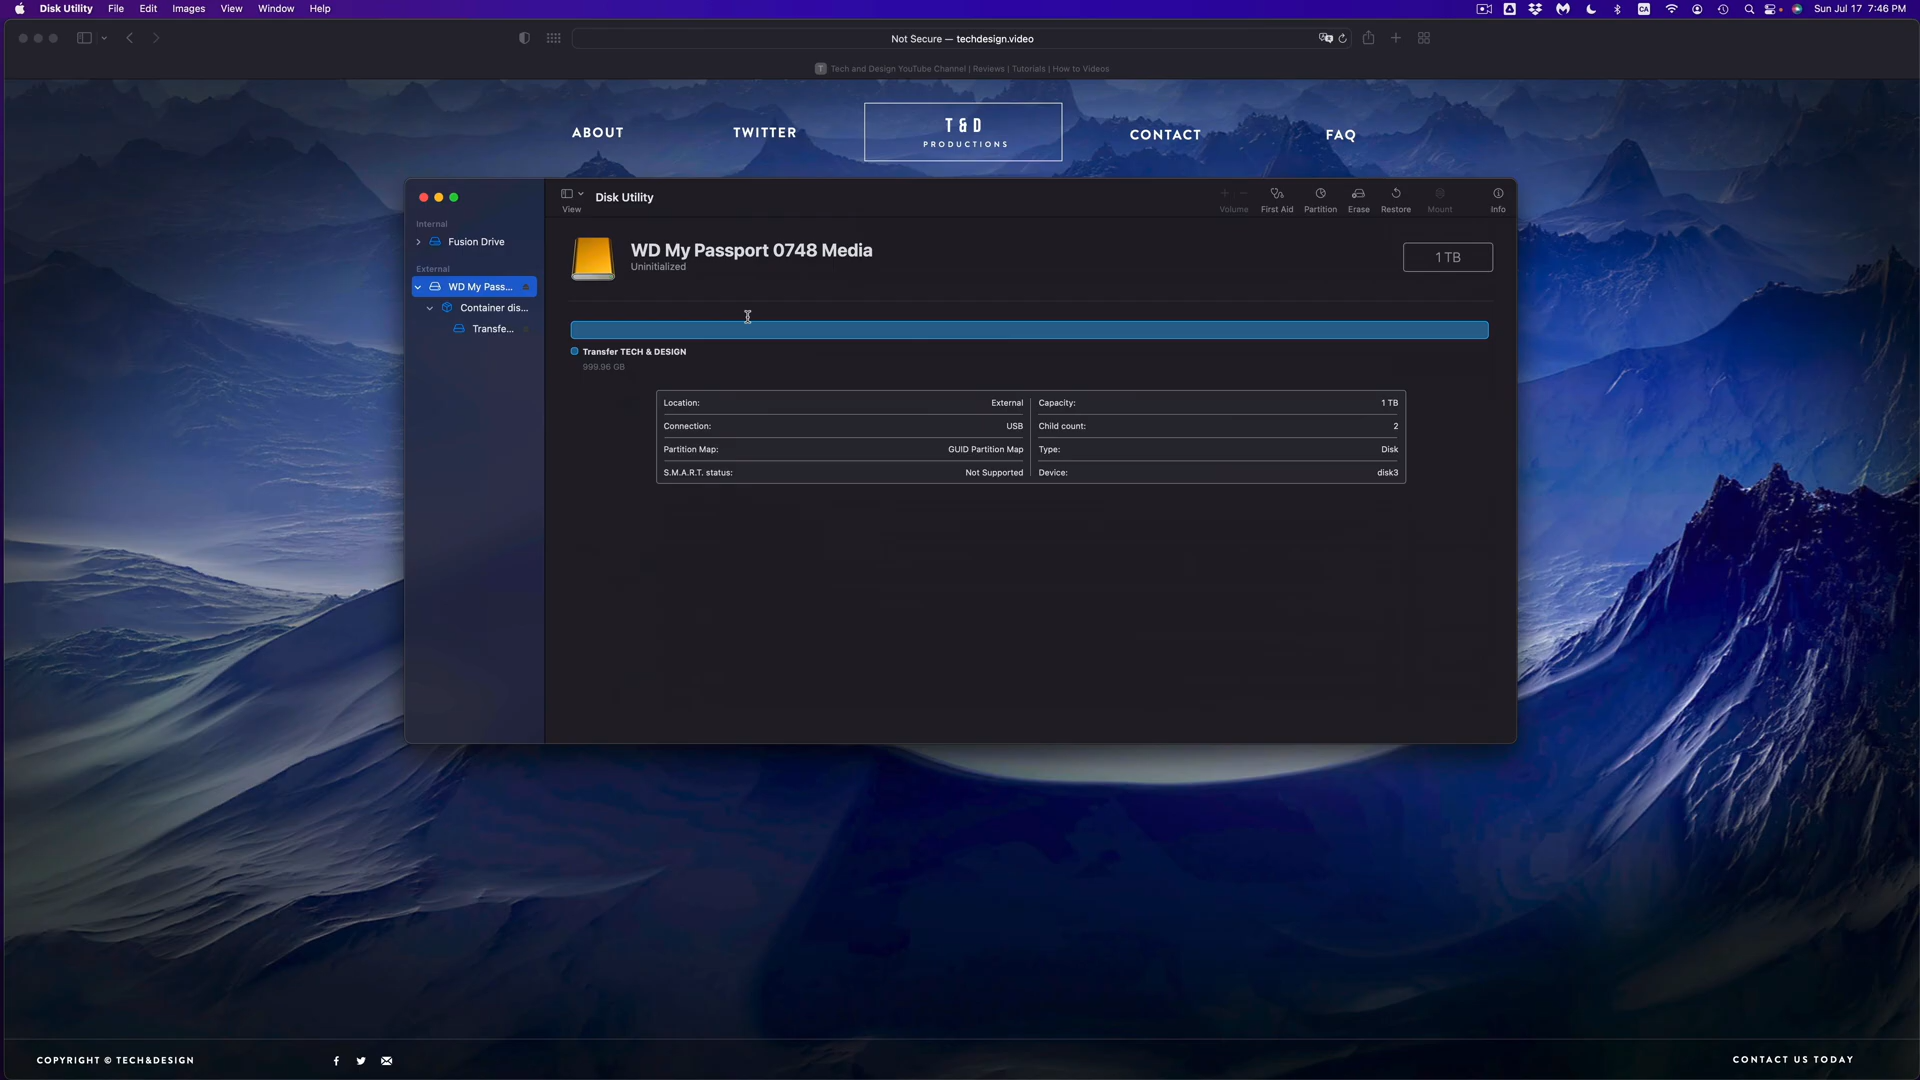 Disk Utility File Edit Images View Window Help
CA Sun Jul 17 7:46 PM
Not Secure — techdesign.video
T Tech and Design YouTube Channel | Reviews | Tutorials | How to Videos
ABOUT TWITTER CONTACT FAQ
T & D
PRODUCTIONS
Disk Utility
View Volume First Aid Partition Erase Restore Mount Info
Internal
Fusion Drive
External
WD My Pass...
Container dis...
Transfe...
WD My Passport 0748 Media
Uninitialized
1 TB
Transfer TECH & DESIGN
999.96 GB
Location: External Capacity: 1 TB
Connection: USB Child count: 2
Partition Map: GUID Partition Map Type: Disk
S.M.A.R.T. status: Not Supported Device: disk3
COPYRIGHT © TECH&DESIGN
CONTACT US TODAY